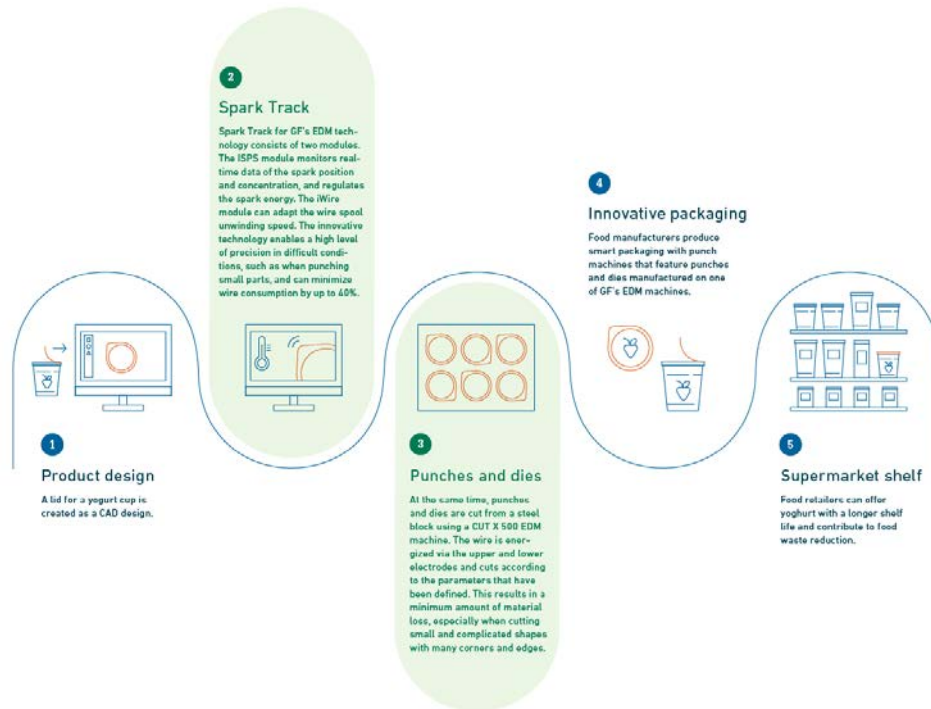 2
Spark Track
Spark Track for GF's EDM tech-
nology consists of two modules.
The ISPS module monitors real-
time data of the spark position
and concentration, and regulates
the spark energy. The iWire
module can adapt the wire spool
unwinding speed. The innovative
technology enables a high level
of precision in difficult condi-
tions, such as when punching
small parts, and can minimize
wire consumption by up to 40%.
4
Innovative packaging
Food manufacturers produce
smart packaging with punch
machines that feature punches
and dies manufactured on one
of GF's EDM machines.
1
Product design
A lid for a yogurt cup is
created as a CAD design.
3
Punches and dies
At the same time, punches
and dies are cut from a steel
block using a CUT X 500 EDM
machine. The wire is ener-
gized via the upper and lower
electrodes and cuts according
to the parameters that have
been defined. This results in a
minimum amount of material
loss, especially when cutting
small and complicated shapes
with many corners and edges.
5
Supermarket shelf
Food retailers can offer
yoghurt with a longer shelf
life and contribute to food
waste reduction.